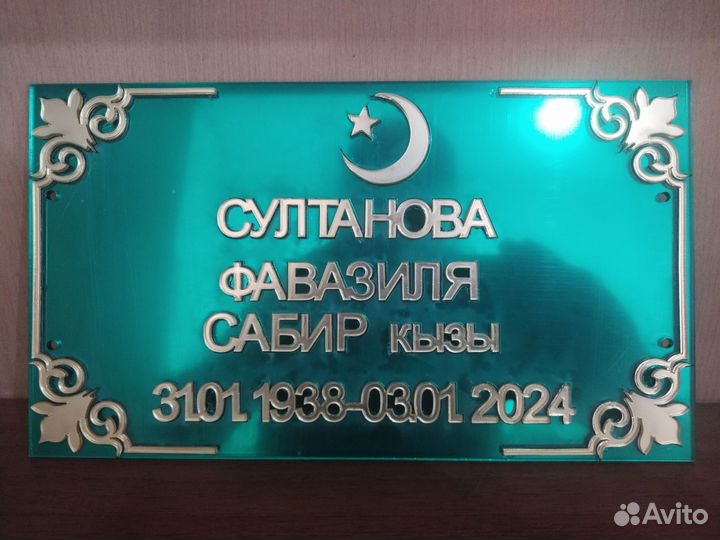 СУЛТАНОВА
ФАВАЗИЛЯ
САБИР кызы
31.01.1938-03.01.2024
Avito